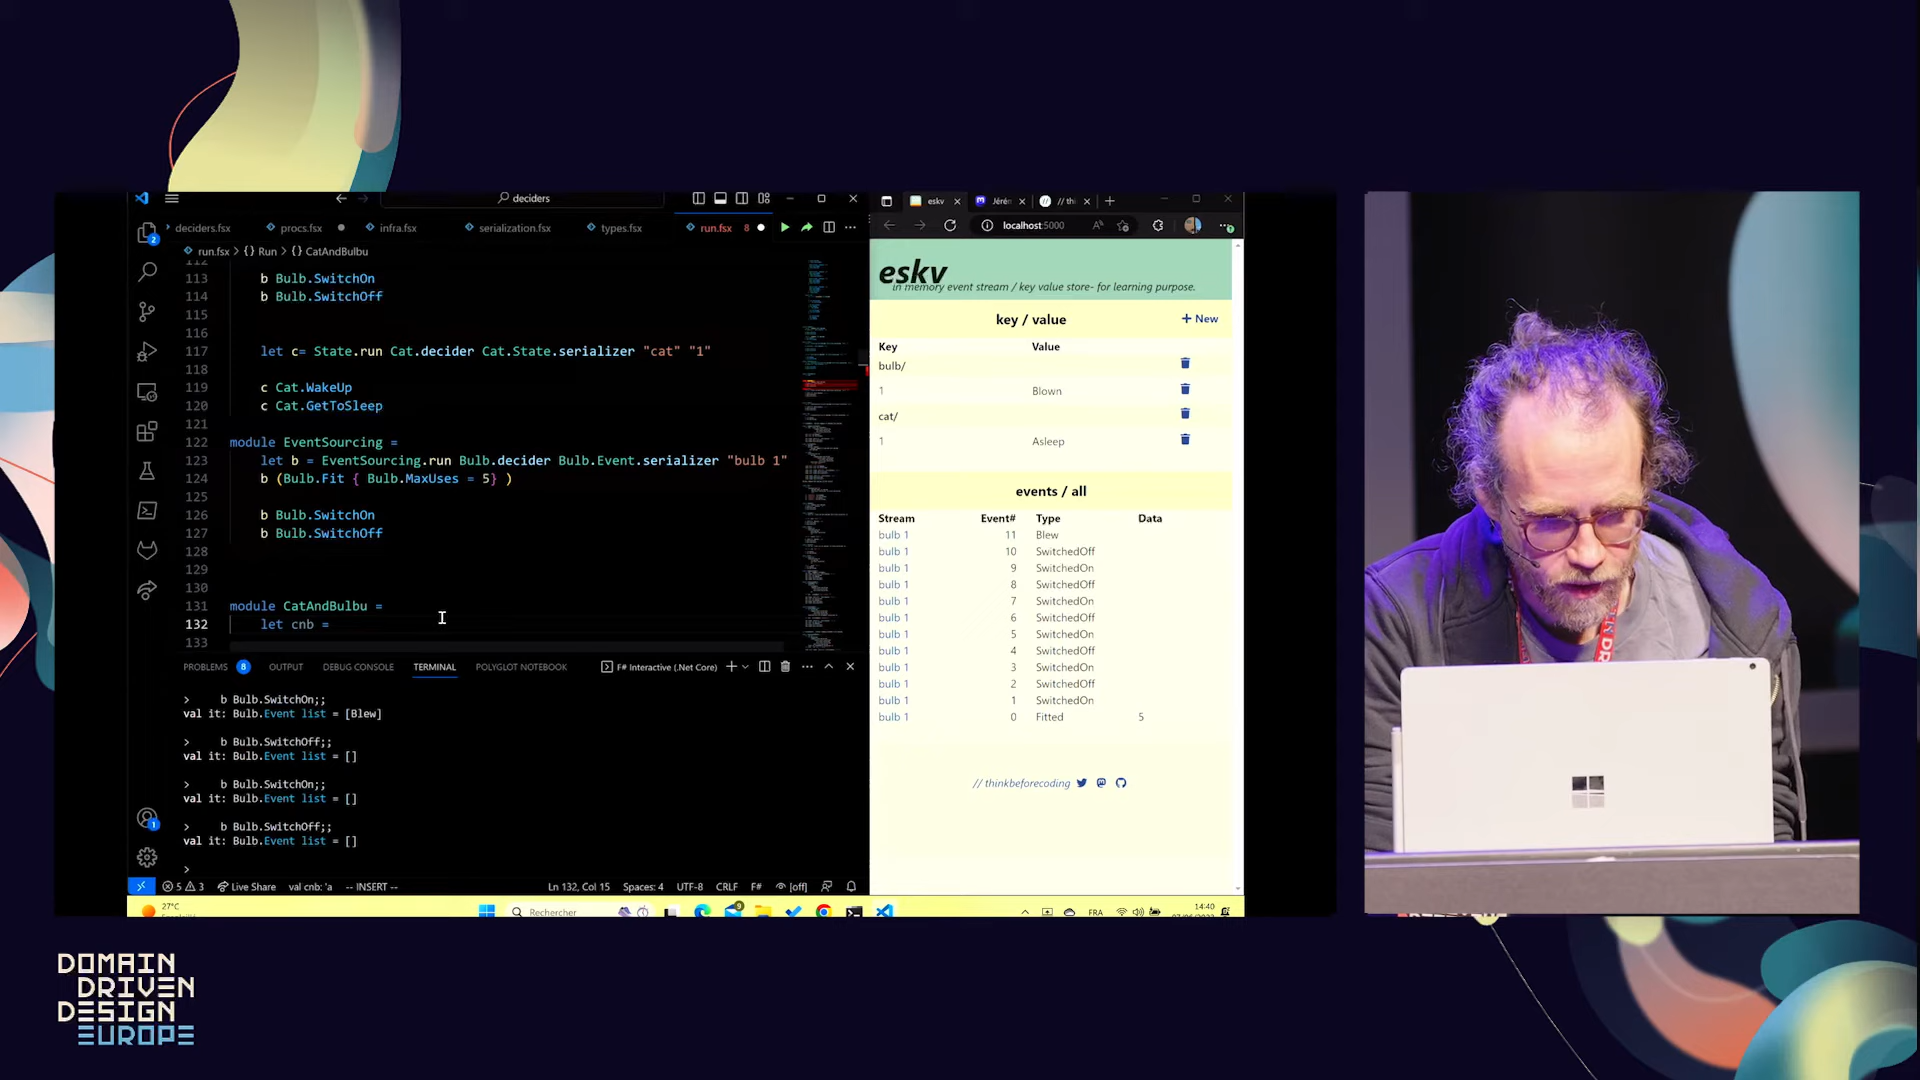 deciders
deciders.fsx
procs.fsx
infra.fsx
serialization.fsx
types.fsx
run.fsx 8
run.fsx > {} Run > {} CatAndBulbu
113 b Bulb.SwitchOn
114 b Bulb.SwitchOff
115
116
117 let c= State.run Cat.decider Cat.State.serializer "cat" "1"
118
119 c Cat.WakeUp
120 c Cat.GetToSleep
121
122 module EventSourcing =
123 let b = EventSourcing.run Bulb.decider Bulb.Event.serializer "bulb 1"
124 b (Bulb.Fit { Bulb.MaxUses = 5} )
125
126 b Bulb.SwitchOn
127 b Bulb.SwitchOff
128
129
130
131 module CatAndBulbu =
132 let cnb =
133
PROBLEMS 8 OUTPUT DEBUG CONSOLE TERMINAL POLYGLOT NOTEBOOK F# Interactive (.Net Core)
> b Bulb.SwitchOn;;
val it: Bulb.Event list = [Blew]
> b Bulb.SwitchOff;;
val it: Bulb.Event list = []
> b Bulb.SwitchOn;;
val it: Bulb.Event list = []
> b Bulb.SwitchOff;;
val it: Bulb.Event list = []
>
5 3 Live Share val cnb: 'a -- INSERT -- Ln 132, Col 15 Spaces: 4 UTF-8 CRLF F# [off]
eskv
Jérém
// thi
localhost:5000
eskv
in memory event stream / key value store- for learning purpose.
key / value
+ New
Key Value
bulb/
1 Blown
cat/
1 Asleep
events / all
Stream Event# Type Data
bulb 1 11 Blew
bulb 1 10 SwitchedOff
bulb 1 9 SwitchedOn
bulb 1 8 SwitchedOff
bulb 1 7 SwitchedOn
bulb 1 6 SwitchedOff
bulb 1 5 SwitchedOn
bulb 1 4 SwitchedOff
bulb 1 3 SwitchedOn
bulb 1 2 SwitchedOff
bulb 1 1 SwitchedOn
bulb 1 0 Fitted 5
// thinkbeforecoding
27°C
Rechercher
FRA
14:40
DOMAIN
DRIVEN
DESIGN
EUROPE